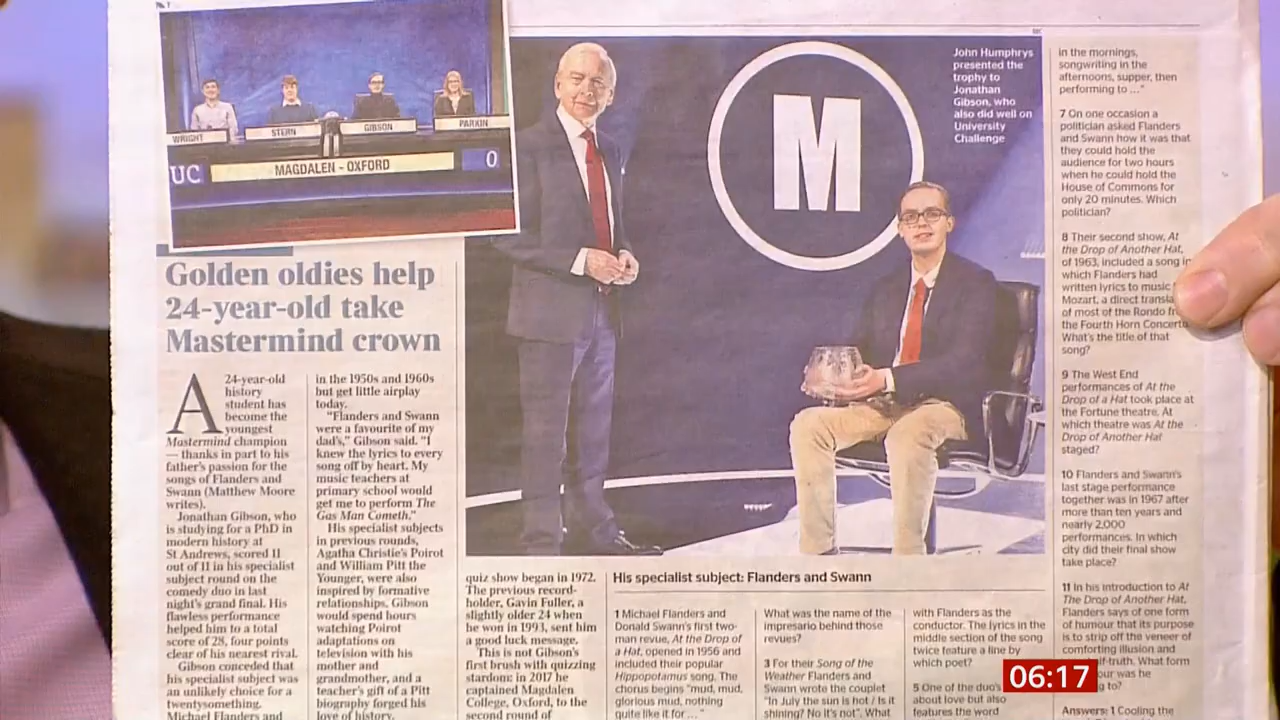 WRIGHT
STERN
GIBSON
PARKIN
UC
MAGDALEN - OXFORD
0
M
John Humphrys
presented the
trophy to
Jonathan
Gibson, who
also did well on
University
Challenge
Golden oldies help
24-year-old take
Mastermind crown
A 24-year-old
history
student has
become the
youngest
Mastermind champion
— thanks in part to his
father's passion for the
songs of Flanders and
Swann (Matthew Moore
writes).
Jonathan Gibson, who
is studying for a PhD in
modern history at
St Andrews, scored 11
out of 11 in his specialist
subject round on the
comedy duo in last
night's grand final. His
flawless performance
helped him to a total
score of 28, four points
clear of his nearest rival.
Gibson conceded that
his specialist subject was
an unlikely choice for a
twentysomething.
Michael Flanders and
in the 1950s and 1960s
but get little airplay
today.
"Flanders and Swann
were a favourite of my
dad's," Gibson said. "I
knew the lyrics to every
song off by heart. My
music teachers at
primary school would
get me to perform The
Gas Man Cometh."
His specialist subjects
in previous rounds,
Agatha Christie's Poirot
and William Pitt the
Younger, were also
inspired by formative
relationships. Gibson
would spend hours
watching Poirot
adaptations on
television with his
mother and
grandmother, and a
teacher's gift of a Pitt
biography forged his
love of history.
quiz show began in 1972.
The previous record-
holder, Gavin Fuller, a
slightly older 24 when
he won in 1993, sent him
a good luck message.
This is not Gibson's
first brush with quizzing
stardom: in 2017 he
captained Magdalen
College, Oxford, to the
second round of
His specialist subject: Flanders and Swann
1 Michael Flanders and
Donald Swann's first two-
man revue, At the Drop of
a Hat, opened in 1956 and
included their popular
Hippopotamus song. The
chorus begins "mud, mud,
glorious mud, nothing
quite like it for ... "
What was the name of the
impresario behind those
revues?
3 For their Song of the
Weather Flanders and
Swann wrote the couplet
"In July the sun is hot / Is it
shining? No it's not". What
with Flanders as the
conductor. The lyrics in the
middle section of the song
twice feature a line by
which poet?
5 One of the duo's
about love but also
features the word
in the mornings,
songwriting in the
afternoons, supper, then
performing to ..."
7 On one occasion a
politician asked Flanders
and Swann how it was that
they could hold the
audience for two hours
when he could hold the
House of Commons for
only 20 minutes. Which
politician?
8 Their second show, At
the Drop of Another Hat,
of 1963, included a song in
which Flanders had
written lyrics to music
Mozart, a direct transla
of most of the Rondo fr
the Fourth Horn Concerto
What's the title of that
song?
9 The West End
performances of At the
Drop of a Hat took place at
the Fortune theatre. At
which theatre was At the
Drop of Another Hat
staged?
10 Flanders and Swann's
last stage performance
together was in 1967 after
more than ten years and
nearly 2,000
performances. In which
city did their final show
take place?
11 In his introduction to At
The Drop of Another Hat,
Flanders says of one form
of humour that its purpose
is to strip off the veneer of
comforting illusion and
if-truth. What form
our was he
g to?
Answers: 1 Cooling the
06:17